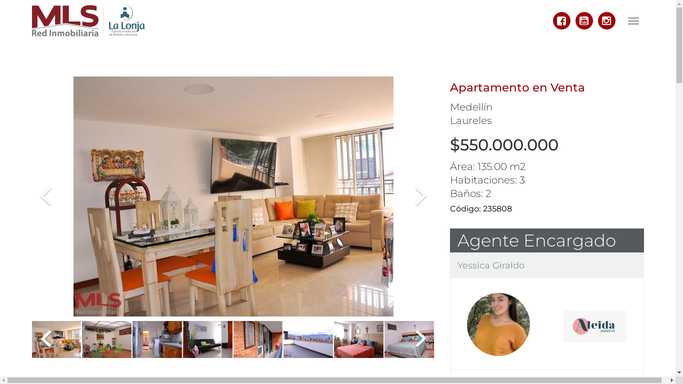 MLS
Red Inmobiliaria
La Lonja
Apartamento en Venta
Medellín
Laureles
$550.000.000
Área: 135.00 m2
Habitaciones: 3
Baños: 2
Código: 235808
MLS
Agente Encargado
Yessica Giraldo
Aleida